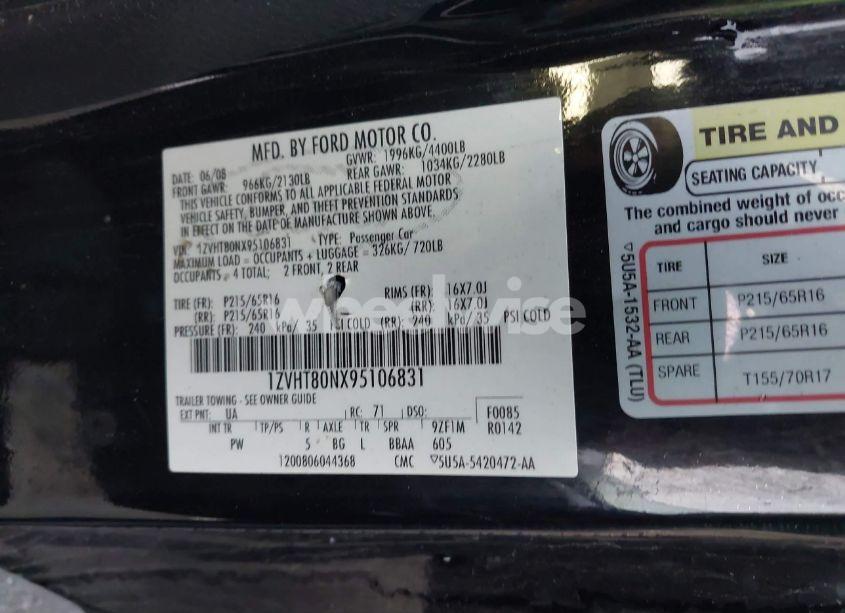 MFD. BY FORD MOTOR CO.
DATE: 06/08 GVWR: 1996KG/4400LB
FRONT GAWR: 966KG/2130LB REAR GAWR: 1034KG/2280LB
THIS VEHICLE CONFORMS TO ALL APPLICABLE FEDERAL MOTOR
VEHICLE SAFETY, BUMPER, AND THEFT PREVENTION STANDARDS
IN EFFECT ON THE DATE OF MANUFACTURE SHOWN ABOVE.
VIN: 1ZVHT80NX95106831 TYPE: Passenger Car
MAXIMUM LOAD = OCCUPANTS + LUGGAGE = 326KG/ 720LB
OCCUPANTS: 4 TOTAL; 2 FRONT, 2 REAR
TIRE (FR): P215/65R16 RIMS (FR): 16X7.0J
(RR): P215/65R16 (RR): 16X7.0J
PRESSURE (FR): 240 kPa/ 35 PSI COLD (RR): 240 kPa/ 35 PSI COLD
1ZVHT80NX95106831
TRAILER TOWING - SEE OWNER GUIDE
EXT PNT: UA RC: 71 DSO: F0085
INT TR TP/PS R AXLE TR SPR 9ZF1M R0142
PW 5 BG L BBAA 605
1200806044368 CMC ▽5U5A-5420472-AA
TIRE AND
SEATING CAPACITY
The combined weight of occ
and cargo should never
TIRE SIZE
FRONT P215/65R16
REAR P215/65R16
SPARE T155/70R17
▽5U5A-1532-AA (TLU)